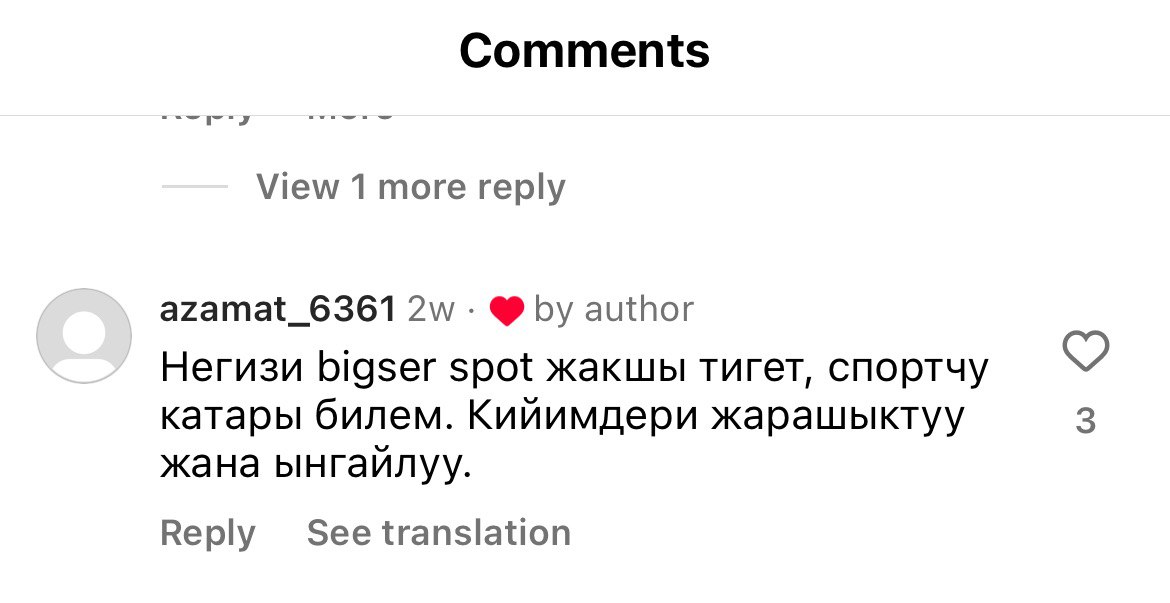 Comments
View 1 more reply
azamat_6361 2w · ❤ by author
Негизи bigser spot жакшы тигет, спортчу
катары билем. Кийимдери жарашыктуу
3
жана ынгайлуу.
Reply See translation